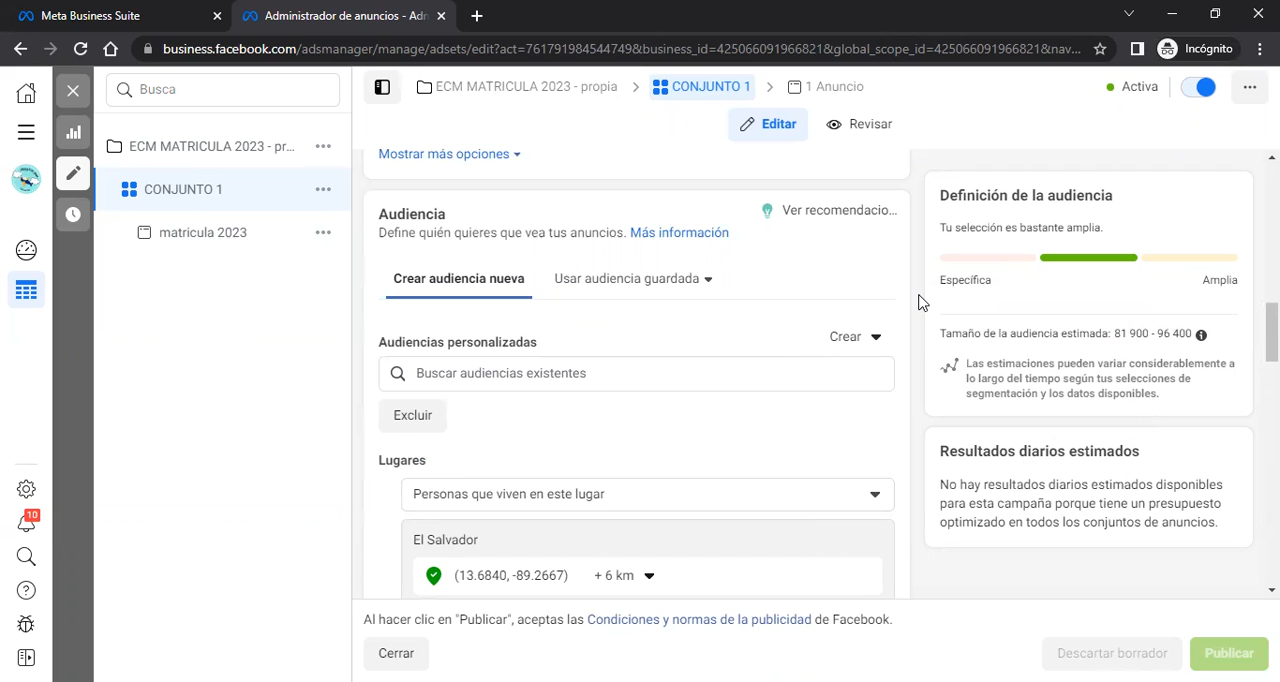 Meta Business Suite
Administrador de anuncios - Adm
business.facebook.com/adsmanager/manage/adsets/edit?act=761791984544749&business_id=425066091966821&global_scope_id=425066091966821&nav...
Incógnito
Busca
ECM MATRICULA 2023 - propia
CONJUNTO 1
1 Anuncio
Activa
Editar
Revisar
ECM MATRICULA 2023 - pr...
CONJUNTO 1
matricula 2023
10
Mostrar más opciones
Audiencia
Ver recomendacio...
Define quién quieres que vea tus anuncios. Más información
Crear audiencia nueva
Usar audiencia guardada
Audiencias personalizadas
Crear
Buscar audiencias existentes
Excluir
Lugares
Personas que viven en este lugar
El Salvador
(13.6840, -89.2667)
+ 6 km
Definición de la audiencia
Tu selección es bastante amplia.
Específica
Amplia
Tamaño de la audiencia estimada: 81 900 - 96 400
Las estimaciones pueden variar considerablemente a
lo largo del tiempo según tus selecciones de
segmentación y los datos disponibles.
Resultados diarios estimados
No hay resultados diarios estimados disponibles
para esta campaña porque tiene un presupuesto
optimizado en todos los conjuntos de anuncios.
Al hacer clic en "Publicar", aceptas las Condiciones y normas de la publicidad de Facebook.
Cerrar
Descartar borrador
Publicar